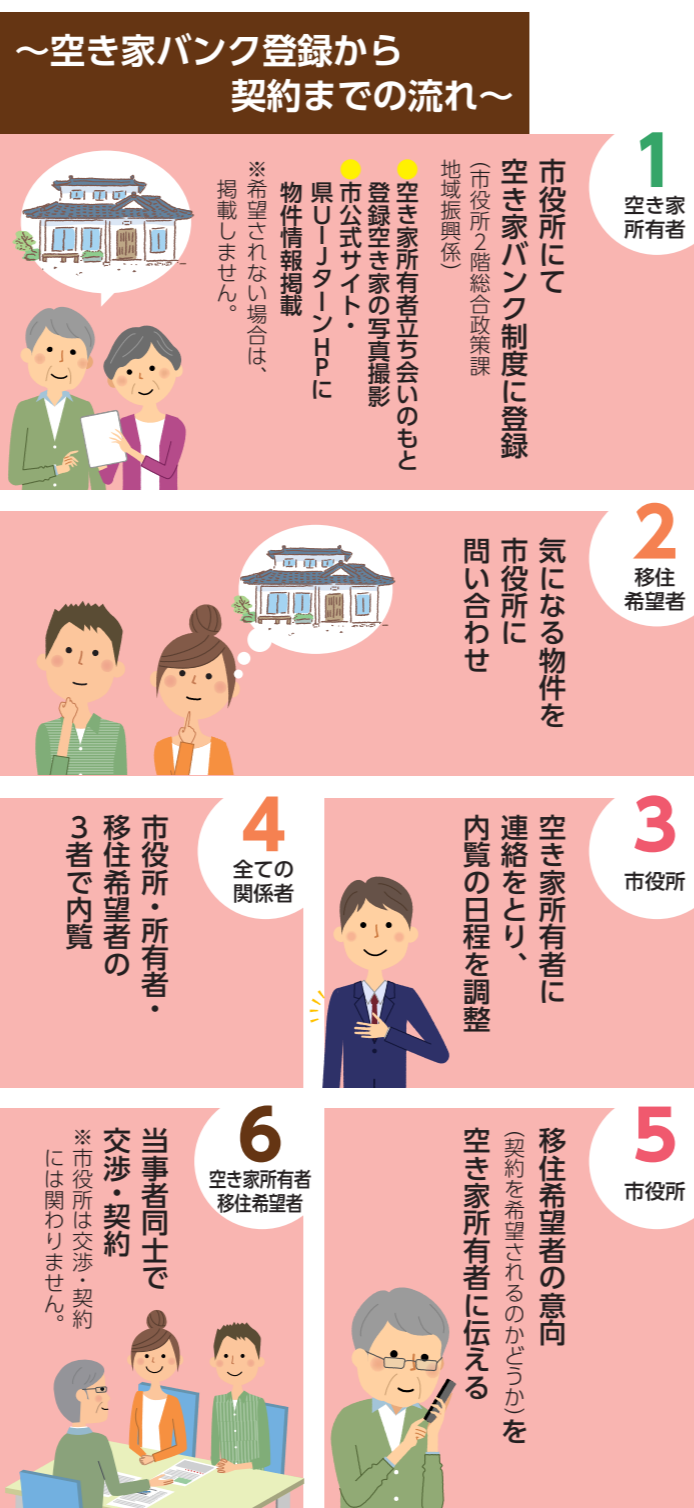 ～空き家バンク登録から
契約までの流れ～
1
空き家
所有者
市役所にて
空き家バンク制度に登録
（市役所2階総合政策課
地域振興係）
●空き家所有者立ち会いのもと
登録空き家の写真撮影
●市公式サイト・
県UIJターンHPに
物件情報掲載
※希望されない場合は、
掲載しません。
2
移住
希望者
気になる物件を
市役所に
問い合わせ
3
市役所
空き家所有者に
連絡をとり、
内覧の日程を調整
4
全ての
関係者
市役所・所有者・
移住希望者の
3者で内覧
5
市役所
移住希望者の意向
（契約を希望されるのかどうか）を
空き家所有者に伝える
6
空き家所有者
移住希望者
当事者同士で
交渉・契約
※市役所は交渉・契約
には関わりません。